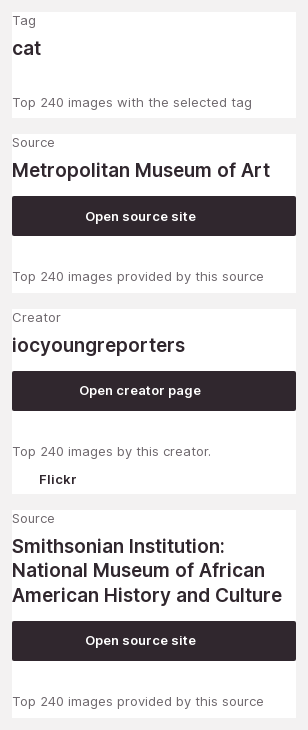 Tag
cat
Top 240 images with the selected tag
Source
Metropolitan Museum of Art
Open source site
Top 240 images provided by this source
Creator
iocyoungreporters
Open creator page
Top 240 images by this creator.
Flickr
Source
Smithsonian Institution:
National Museum of African
American History and Culture
Open source site
Top 240 images provided by this source